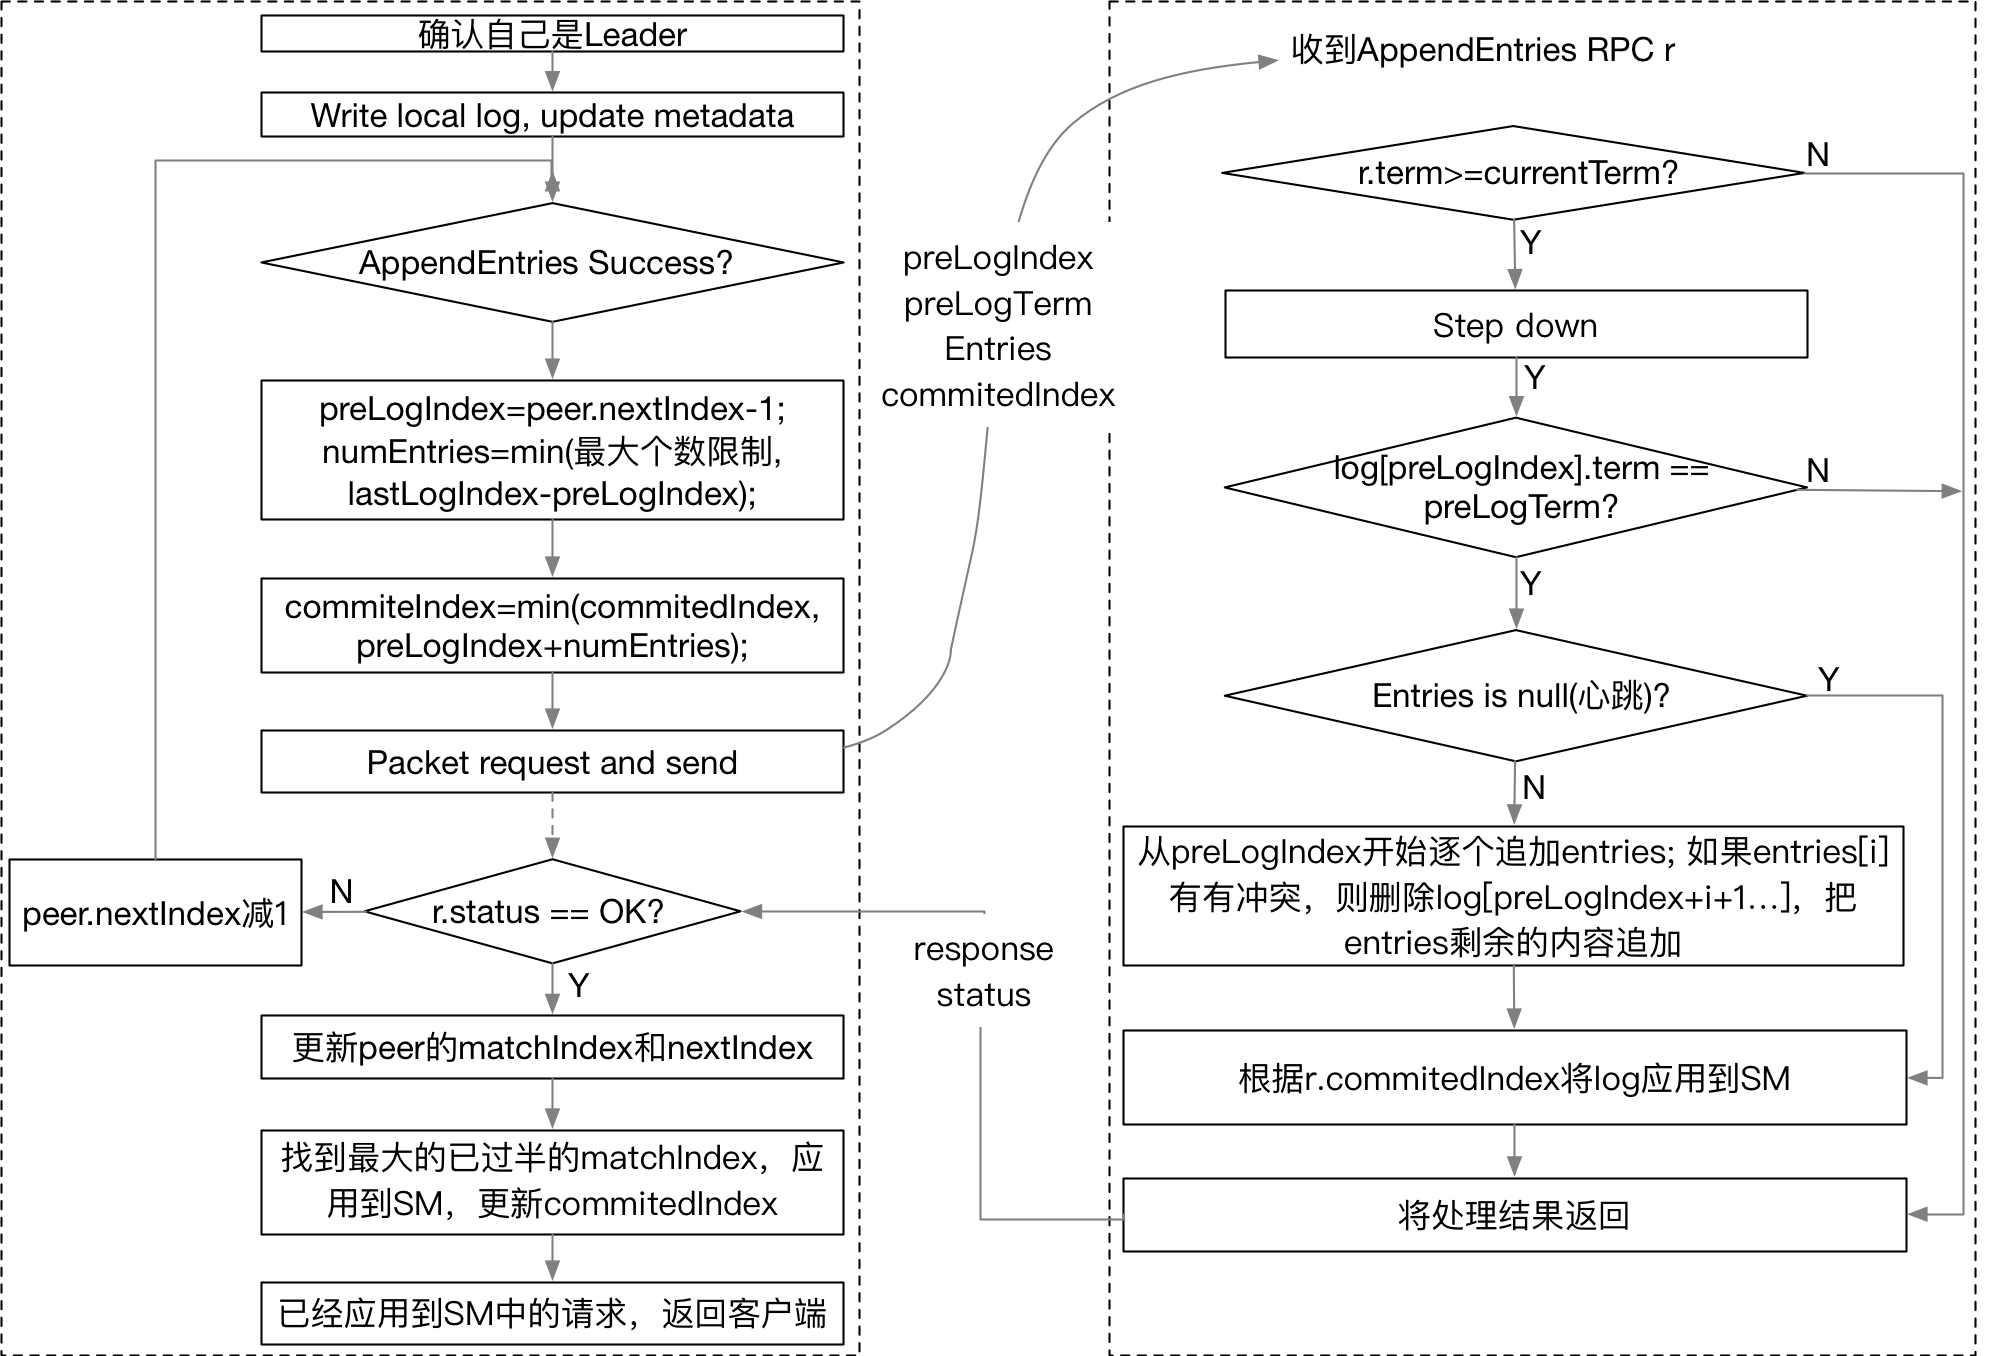 确认自己是Leader
Write local log, update metadata
AppendEntries Success?
preLogIndex=peer.nextIndex-1;
numEntries=min(最大个数限制,
lastLogIndex-preLogIndex);
commiteIndex=min(commitedIndex,
preLogIndex+numEntries);
Packet request and send
r.status == OK?
N
peer.nextIndex减1
Y
更新peer的matchIndex和nextIndex
找到最大的已过半的matchIndex，应
用到SM，更新commitedIndex
已经应用到SM中的请求，返回客户端
preLogIndex
preLogTerm
Entries
commitedIndex
response
status
收到AppendEntries RPC r
r.term>=currentTerm?
N
Y
Step down
Y
log[preLogIndex].term ==
preLogTerm?
N
Y
Entries is null(心跳)?
Y
N
从preLogIndex开始逐个追加entries; 如果entries[i]
有有冲突，则删除log[preLogIndex+i+1...]，把
entries剩余的内容追加
根据r.commitedIndex将log应用到SM
将处理结果返回